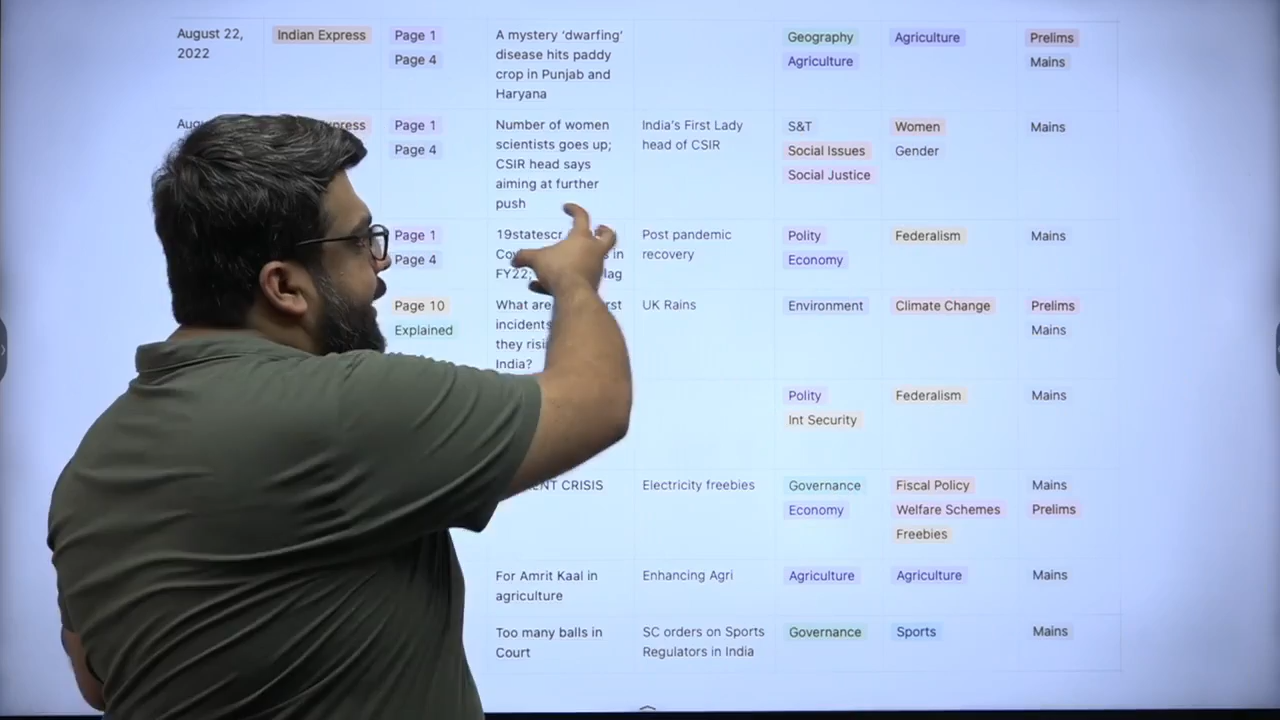 August 22,
2022
Indian Express
Page 1
Page 4
A mystery ‘dwarfing’
disease hits paddy
crop in Punjab and
Haryana
Geography
Agriculture
Agriculture
Prelims
Mains
Page 1
Page 4
Number of women
scientists goes up;
CSIR head says
aiming at further
push
India’s First Lady
head of CSIR
S&T
Social Issues
Social Justice
Women
Gender
Mains
Page 1
Page 4
in
FY22; lag
Post pandemic
recovery
Polity
Economy
Federalism
Mains
Page 10
Explained
What are
incidents
they
India?
UK Rains
Environment
Climate Change
Prelims
Mains
Polity
Int Security
Federalism
Mains
CRISIS
Electricity freebies
Governance
Economy
Fiscal Policy
Welfare Schemes
Freebies
Mains
Prelims
For Amrit Kaal in
agriculture
Enhancing Agri
Agriculture
Agriculture
Mains
Too many balls in
Court
SC orders on Sports
Regulators in India
Governance
Sports
Mains